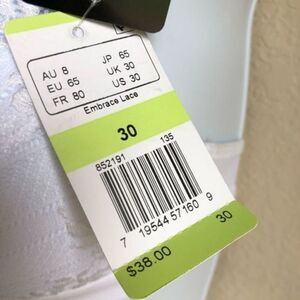 AU 8 JP 65
EU 65 UK 30
FR 80 US 30
Embrace Lace
30
852191 135
7 19544 57160 9
$38.00 30